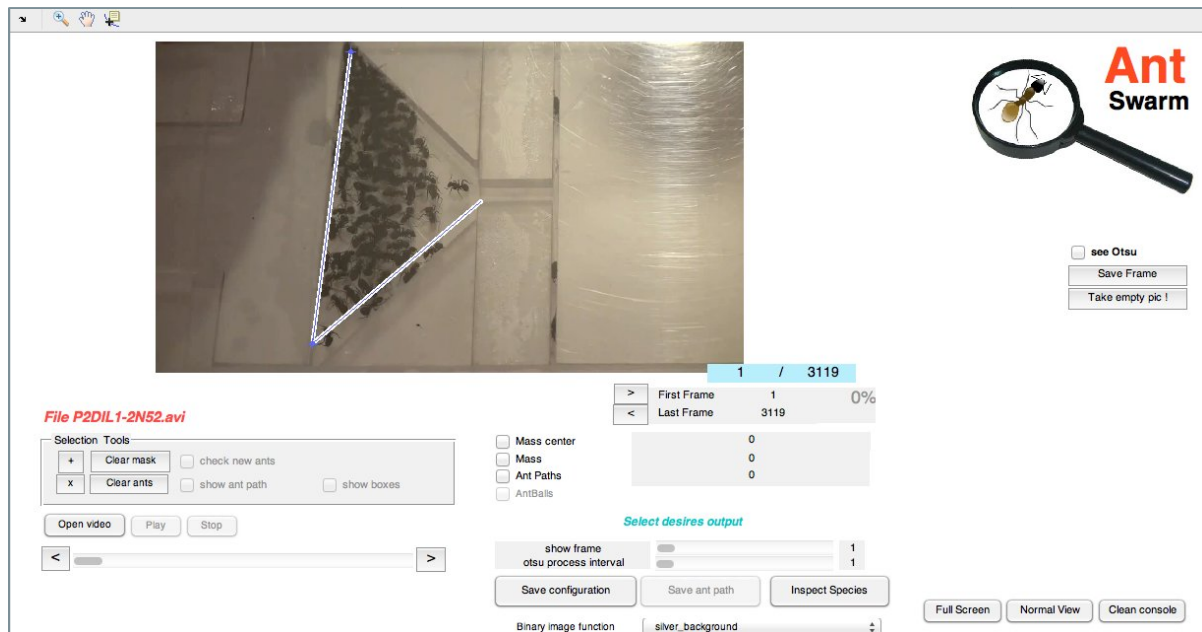 Ant
Swarm
see Otsu
Save Frame
Take empty pic !
1 / 3119
> First Frame 1 0%
< Last Frame 3119
File P2DIL1-2N52.avi
Selection Tools
+ Clear mask check new ants
x Clear ants show ant path show boxes
Mass center 0
Mass 0
Ant Paths 0
AntBalls
Open video Play Stop
Select desires output
< >
show frame 1
otsu process interval 1
Save configuration Save ant path Inspect Species
Full Screen Normal View Clean console
Binary image function silver_background